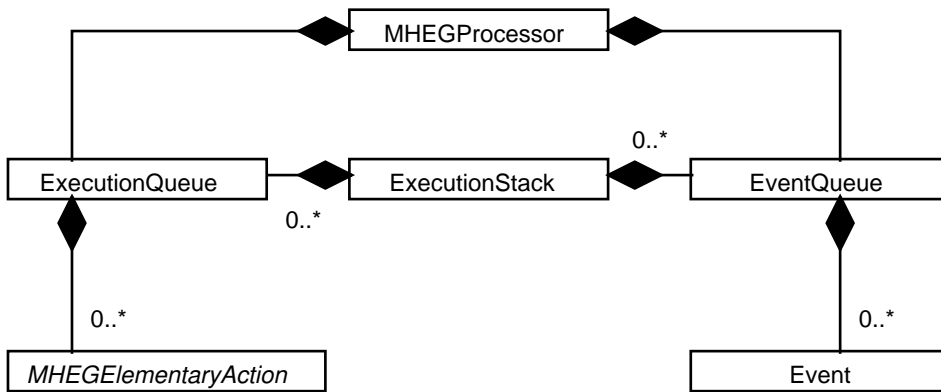 MHEGProcessor
0..*
ExecutionQueue
ExecutionStack
EventQueue
0..*
0..*
0..*
MHEGElementaryAction
Event